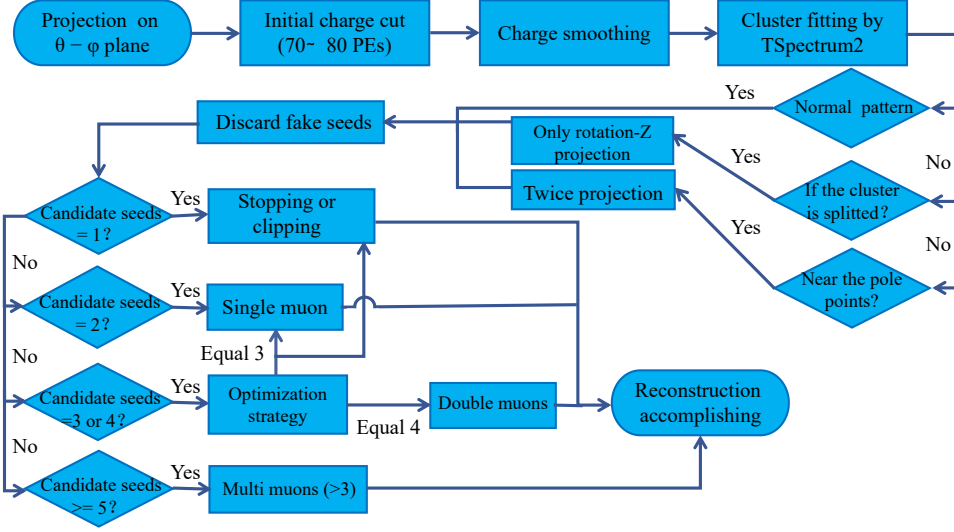 Projection on
θ − φ plane
Initial charge cut
(70~ 80 PEs)
Charge smoothing
Cluster fitting by
TSpectrum2
Yes
Normal pattern
Discard fake seeds
Only rotation-Z
projection
Yes
No
If the cluster
is splitted?
Twice projection
Yes
No
Near the pole
points?
Candidate seeds
= 1?
Yes
Stopping or
clipping
No
Candidate seeds
= 2?
Yes
Single muon
No
Equal 3
Candidate seeds
=3 or 4?
Yes
Optimization
strategy
Equal 4
Double muons
Reconstruction
accomplishing
No
Candidate seeds
>= 5?
Yes
Multi muons (>3)